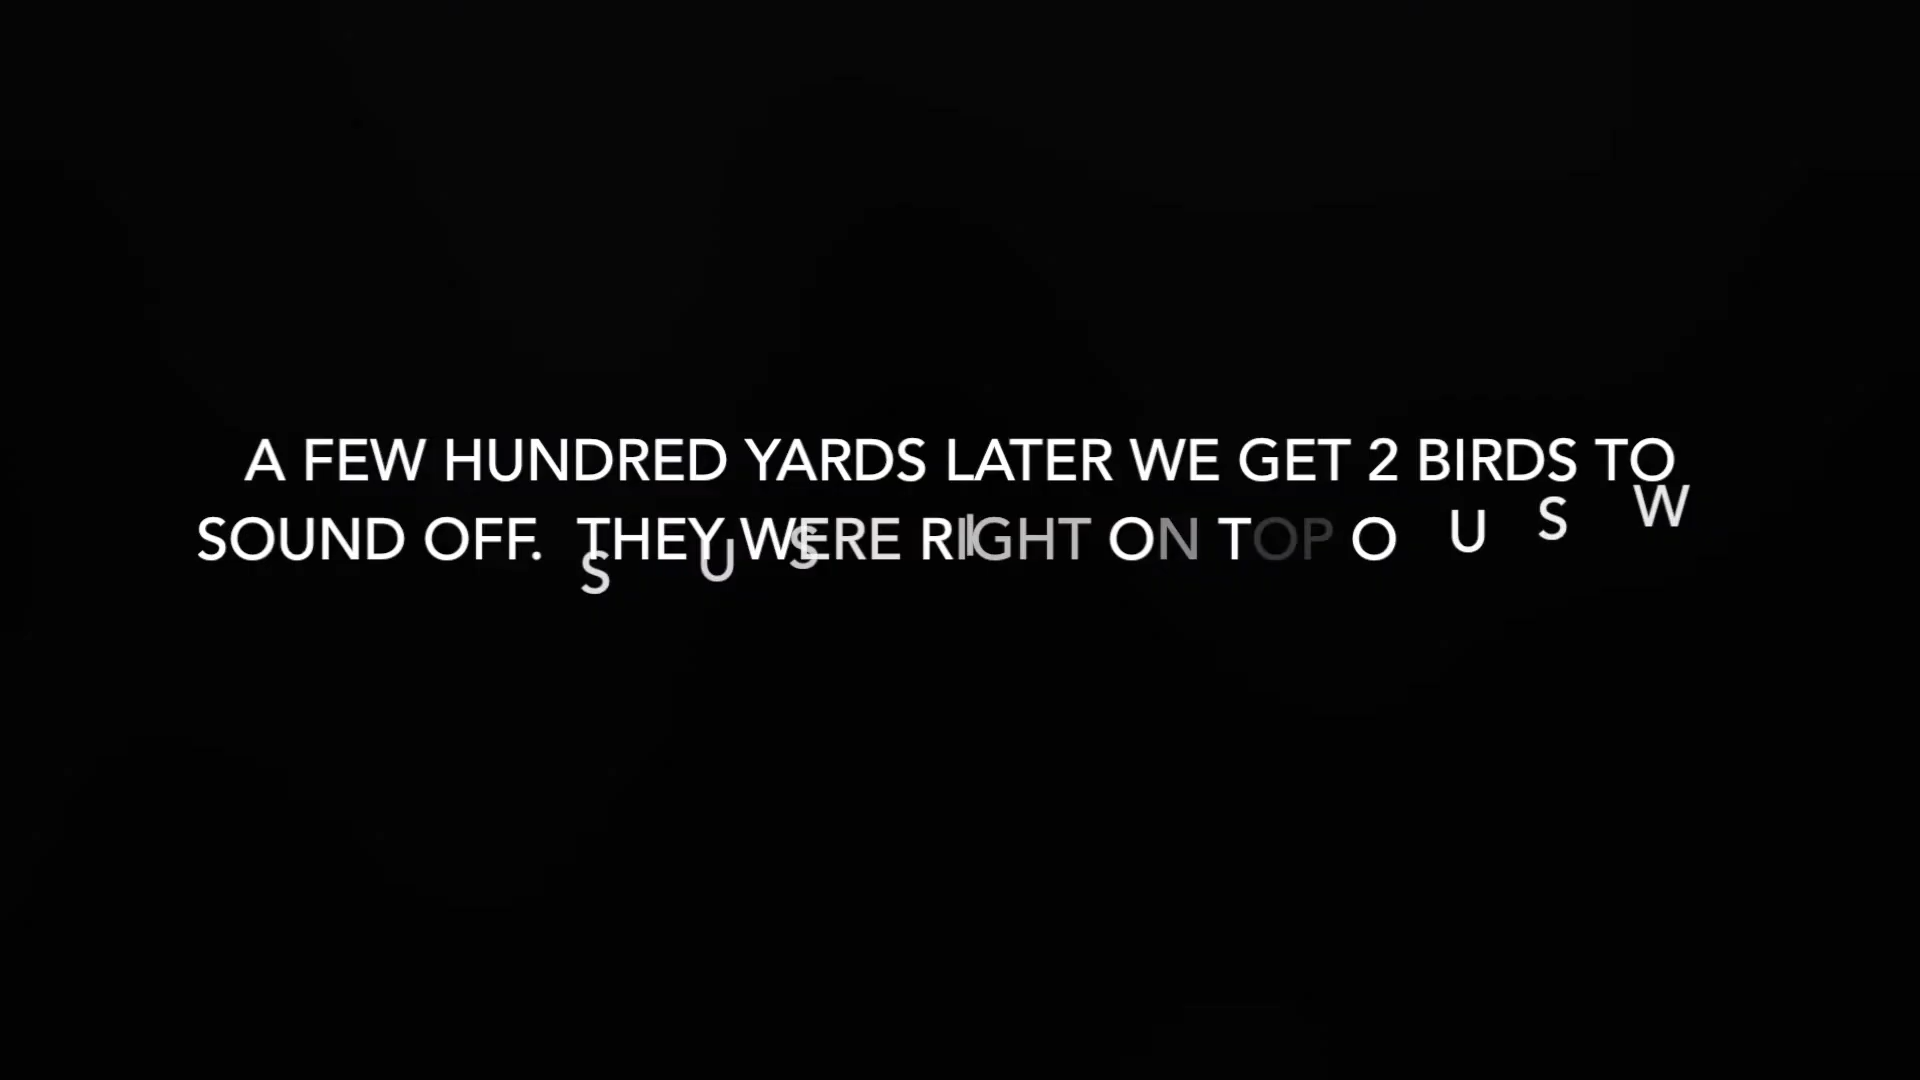 A FEW HUNDRED YARDS LATER WE GET 2 BIRDS TO
SOUND OFF. THEY WERE RIGHT ON TOP O